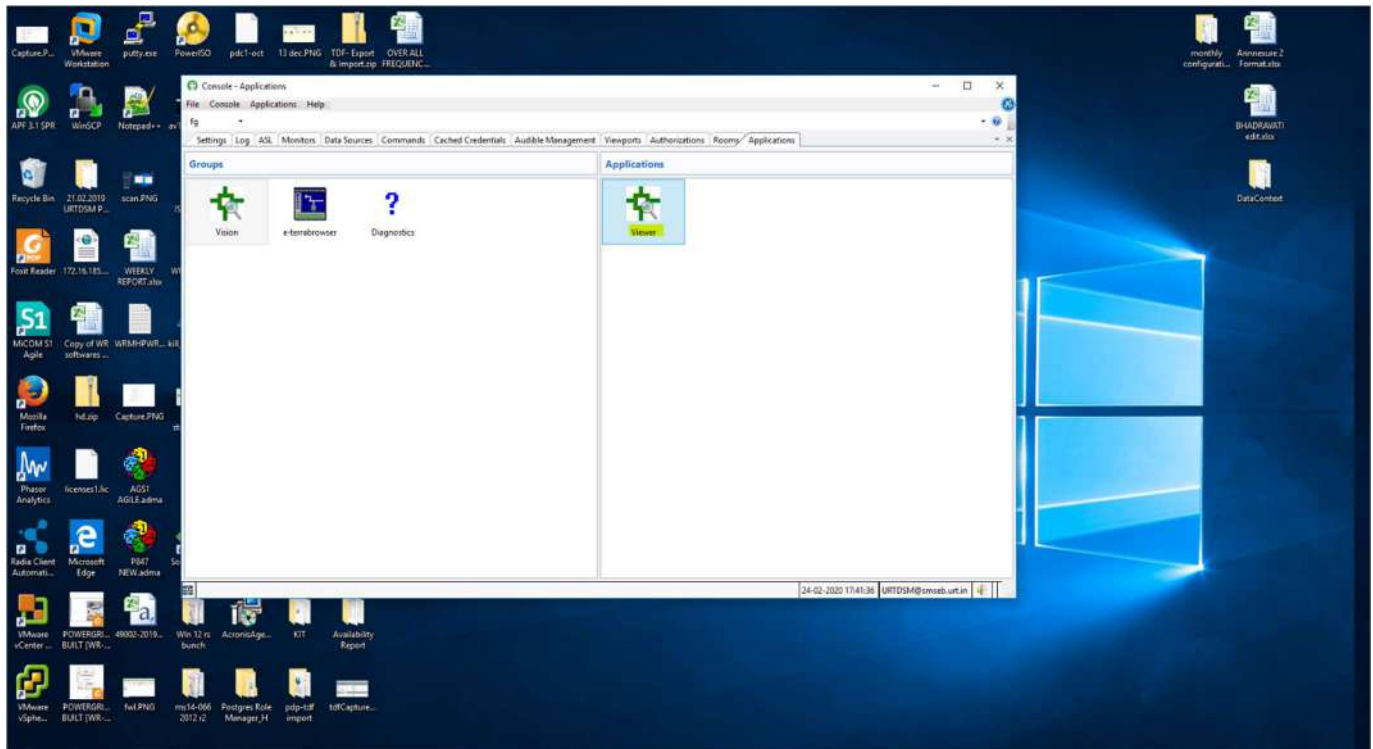 Capture.P...
VMware
Workstation
putty.exe
PowerISO
pdc1-oct
13 dec.PNG
TDF- Export
& import.zip
OVER ALL
FREQUENC...
monthly
configurati...
Annnexure 2
Format.xlsx
Console - Applications
File Console Applications Help
fg
Settings Log ASL Monitors Data Sources Commands Cached Credentials Audible Management Viewports Authorizations Rooms Applications
Groups
Applications
Vision
e-terrabrowser
Diagnostics
Viewer
APF 3.1 SPR
WinSCP
Notepad++
BHADRAVATI
edit.xlsx
Recycle Bin
21.02.2019
URTDSM P...
scan.PNG
DataContext
Foxit Reader
172.16.185....
WEEKLY
REPORT.xlsx
MiCOM S1
Agile
Copy of WR
softwares ...
WRMHPWR...
Mozilla
Firefox
hd.zip
Capture.PNG
Phasor
Analytics
licenses1.lic
AGS1
AGILE.adma
Radia Client
Automati...
Microsoft
Edge
P847
NEW.adma
24-02-2020 17:41:36 URTDSM@smseb.urt.in
VMware
vCenter ...
POWERGRI...
BUILT [WR-...
49002-2019...
Win 12 rs
bunch
AcronisAge...
KIT
Availability
Report
VMware
vSphe...
POWERGRI...
BUILT [WR-...
fwl.PNG
ms14-066
2012 r2
Postgres Role
Manager_H
pdp-tdf
import
tdfCapture...